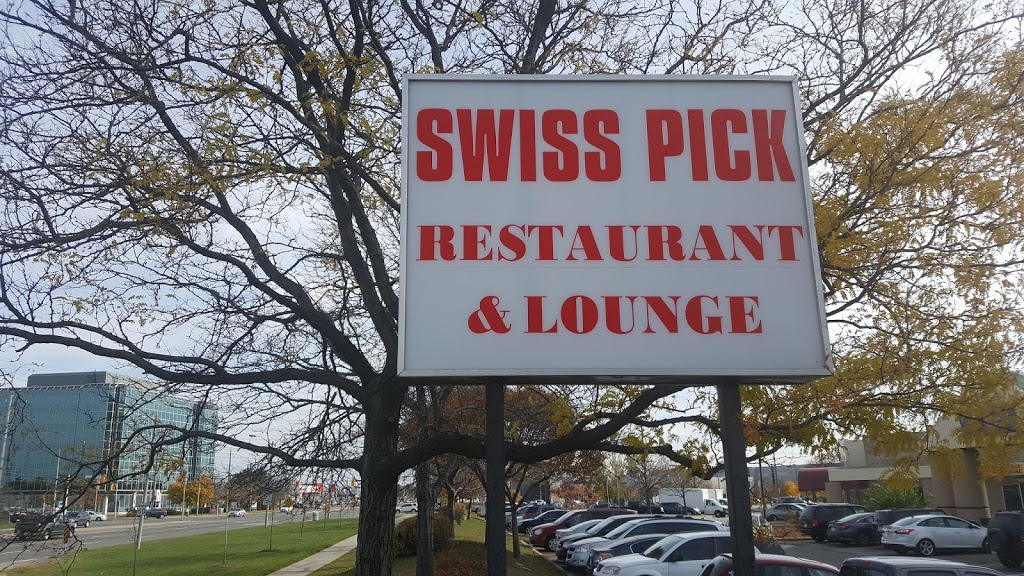 SWISS PICK
RESTAURANT
& LOUNGE